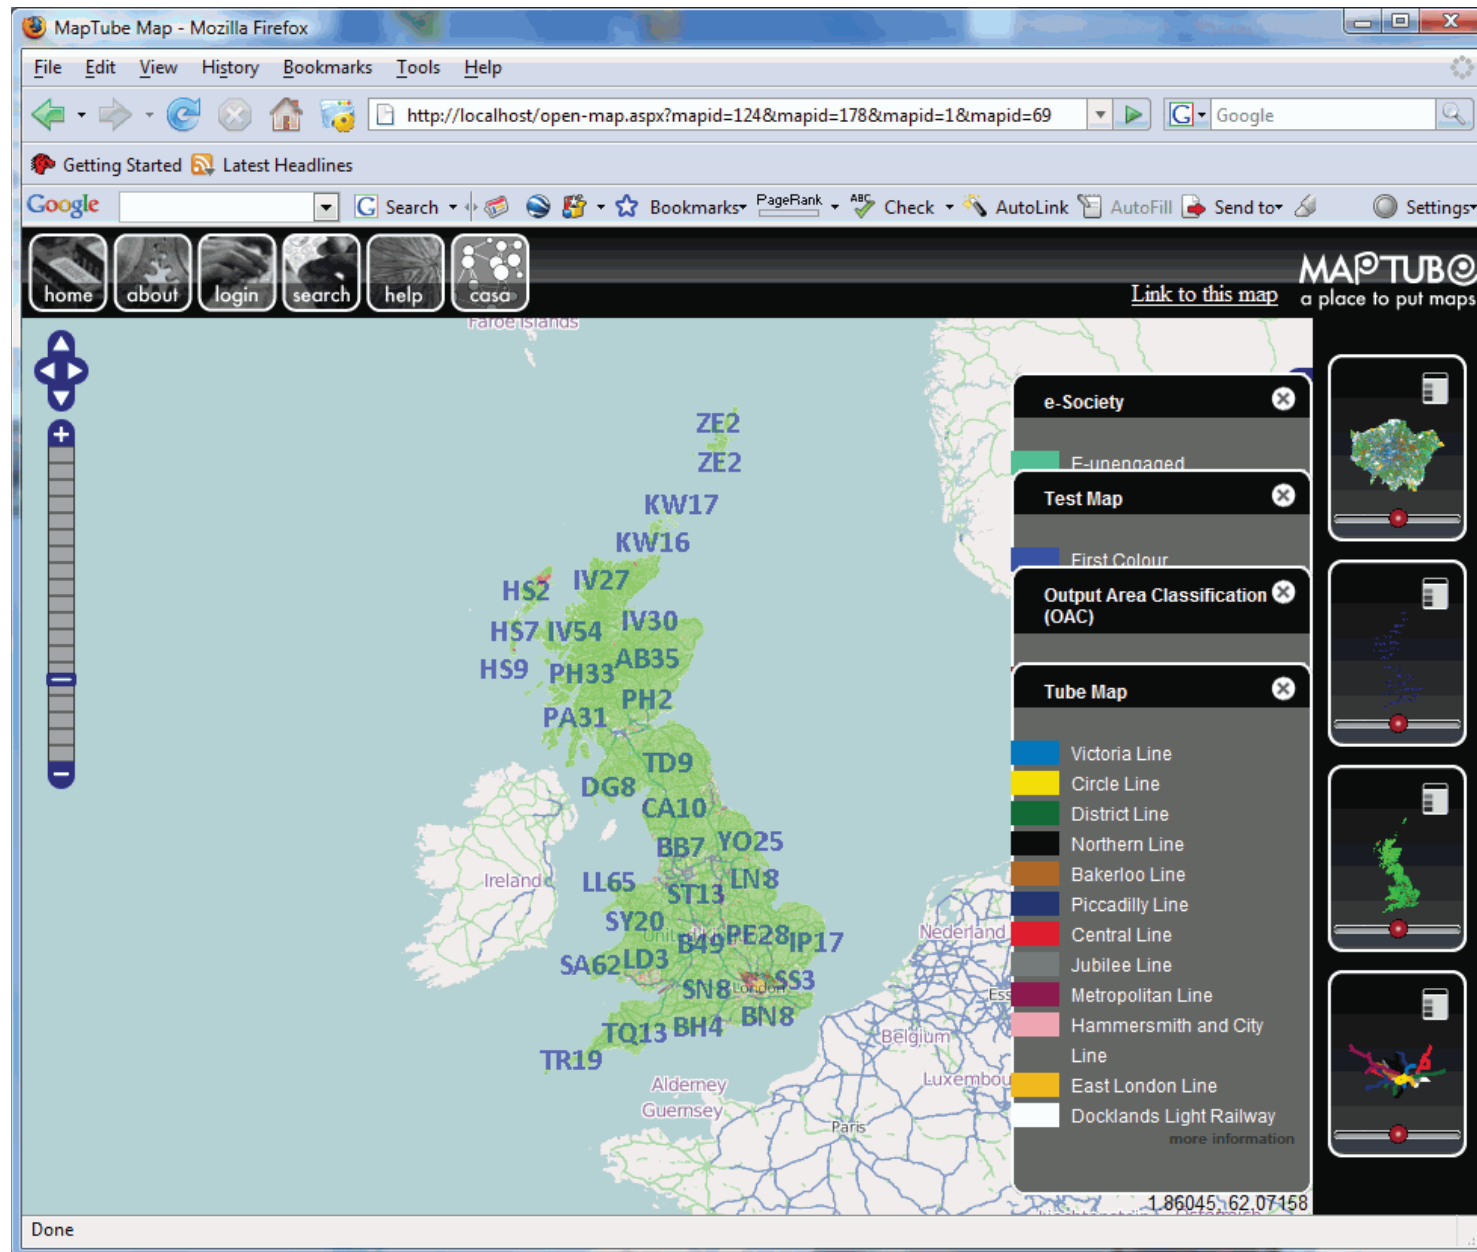 MapTube Map - Mozilla Firefox
File Edit View History Bookmarks Tools Help
http://localhost/open-map.aspx?mapid=124&mapid=178&mapid=1&mapid=69
G Google
Getting Started Latest Headlines
Google G Search PageRank ABC Check AutoLink AutoFill Send to Settings
Bookmarks
home about login search help casa
Link to this map
MAPTUBE
a place to put maps
Faroe Islands
ZE2
ZE2
KW17
KW16
IV27
HS2
IV30
HS7 IV54
AB35
HS9 PH33
PH2
PA31
TD9
DG8
CA10
YO25
BB7
Ireland
LL65 LN8
ST13
SY20
United Kingdom
B49 PE28 IP17
Nederland
SA62 LD3
SS3
SN8 London
BN8
TQ13 BH4
Belgium
TR19
Alderney
Luxembou
Guernsey
Paris
Ess
e-Society
E-unengaged
Test Map
First Colour
Output Area Classification
(OAC)
Tube Map
Victoria Line
Circle Line
District Line
Northern Line
Bakerloo Line
Piccadilly Line
Central Line
Jubilee Line
Metropolitan Line
Hammersmith and City
Line
East London Line
Docklands Light Railway
more information
1.86045, 62.07158
Done